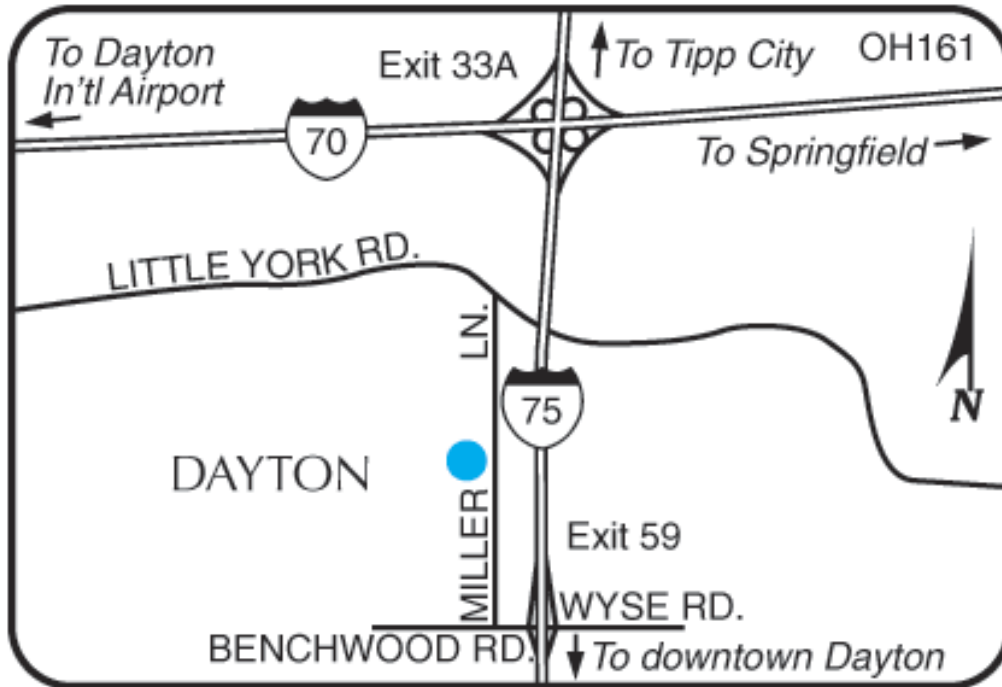 To Dayton
In'tl Airport
Exit 33A
To Tipp City
OH161
70
To Springfield
LITTLE YORK RD.
MILLER LN.
75
N
DAYTON
Exit 59
WYSE RD.
BENCHWOOD RD.
To downtown Dayton